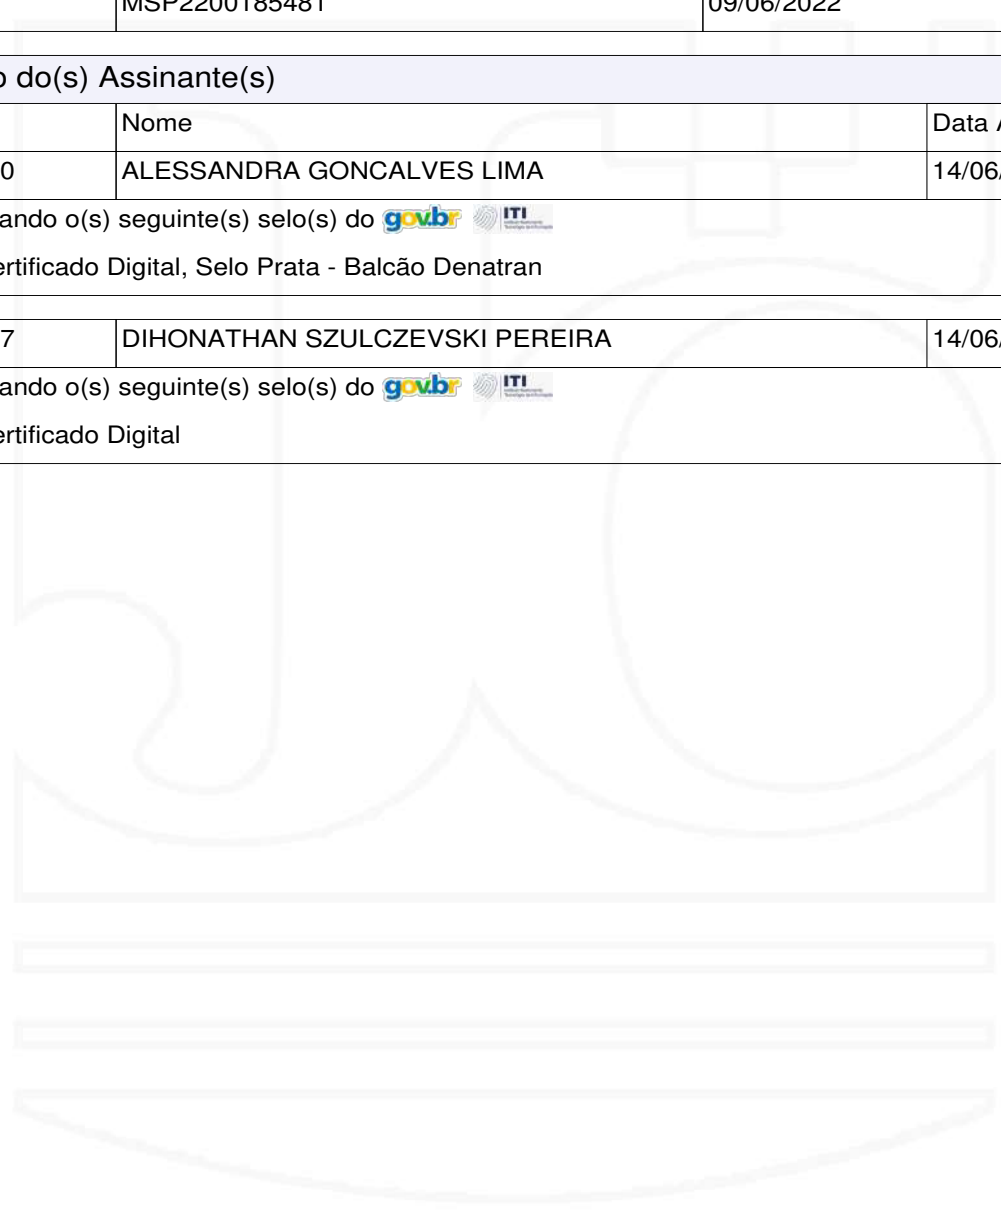 MSP2200185481 09/06/2022
o do(s) Assinante(s)
Nome Data
0 ALESSANDRA GONCALVES LIMA 14/06/
ando o(s) seguinte(s) selo(s) do gov.br ITI
ertificado Digital, Selo Prata - Balcão Denatran
7 DIHONATHAN SZULCZEVSKI PEREIRA 14/06/
ando o(s) seguinte(s) selo(s) do gov.br ITI
ertificado Digital